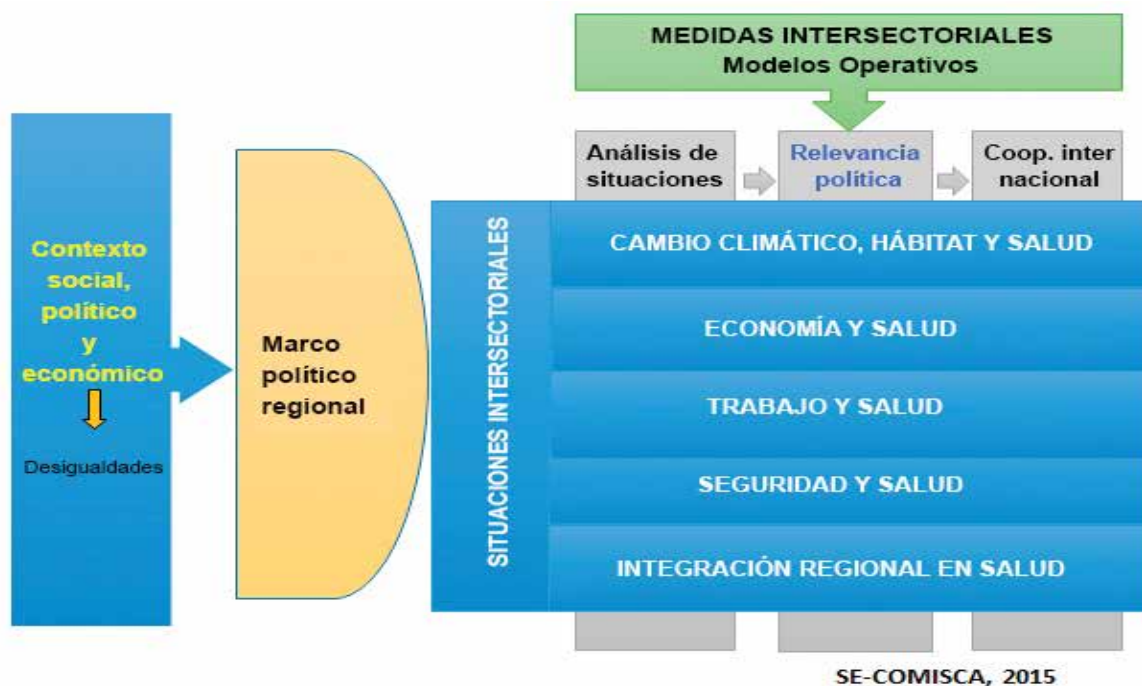 MEDIDAS INTERSECTORIALES
Modelos Operativos
Análisis de
situaciones
Relevancia
política
Coop. inter
nacional
Contexto
social,
político
y
económico
Desigualdades
Marco
político
regional
SITUACIONES INTERSECTORIALES
CAMBIO CLIMÁTICO, HÁBITAT Y SALUD
ECONOMÍA Y SALUD
TRABAJO Y SALUD
SEGURIDAD Y SALUD
INTEGRACIÓN REGIONAL EN SALUD
SE-COMISCA, 2015